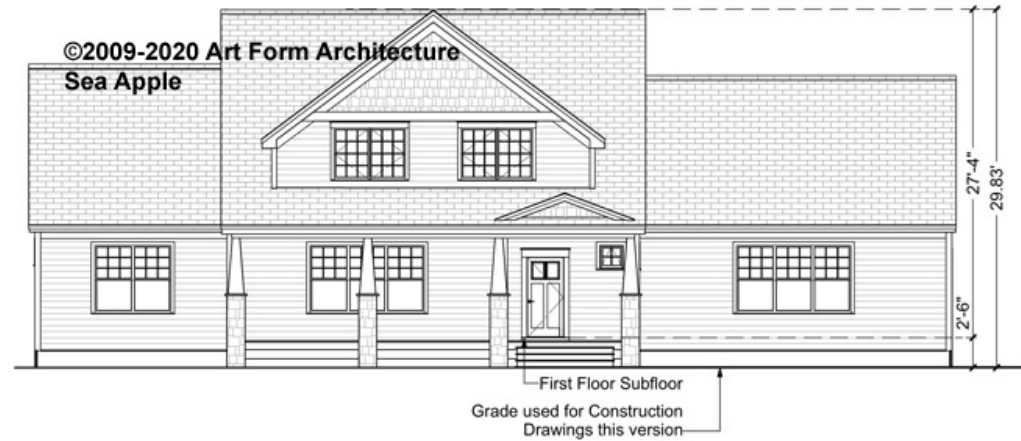 ©2009-2020 Art Form Architecture
Sea Apple
27'-4"
29.83'
2'-6"
First Floor Subfloor
Grade used for Construction
Drawings this version